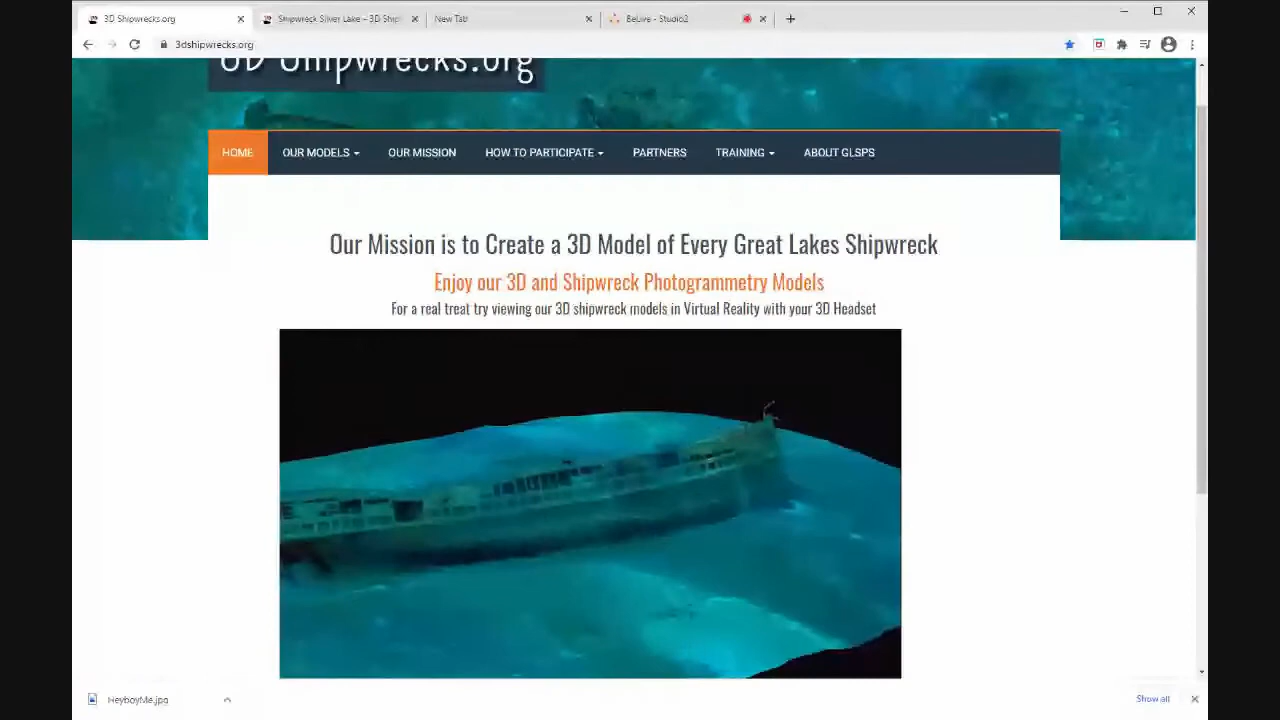 3D Shipwrecks.org
Shipwreck Silver Lake – 3D Ship
New Tab
BeLive - Studio2
3dshipwrecks.org
3D Shipwrecks.org
HOME
OUR MODELS
OUR MISSION
HOW TO PARTICIPATE
PARTNERS
TRAINING
ABOUT GLSPS
Our Mission is to Create a 3D Model of Every Great Lakes Shipwreck
Enjoy our 3D and Shipwreck Photogrammetry Models
For a real treat try viewing our 3D shipwreck models in Virtual Reality with your 3D Headset
HeyboyMe.jpg
Show all